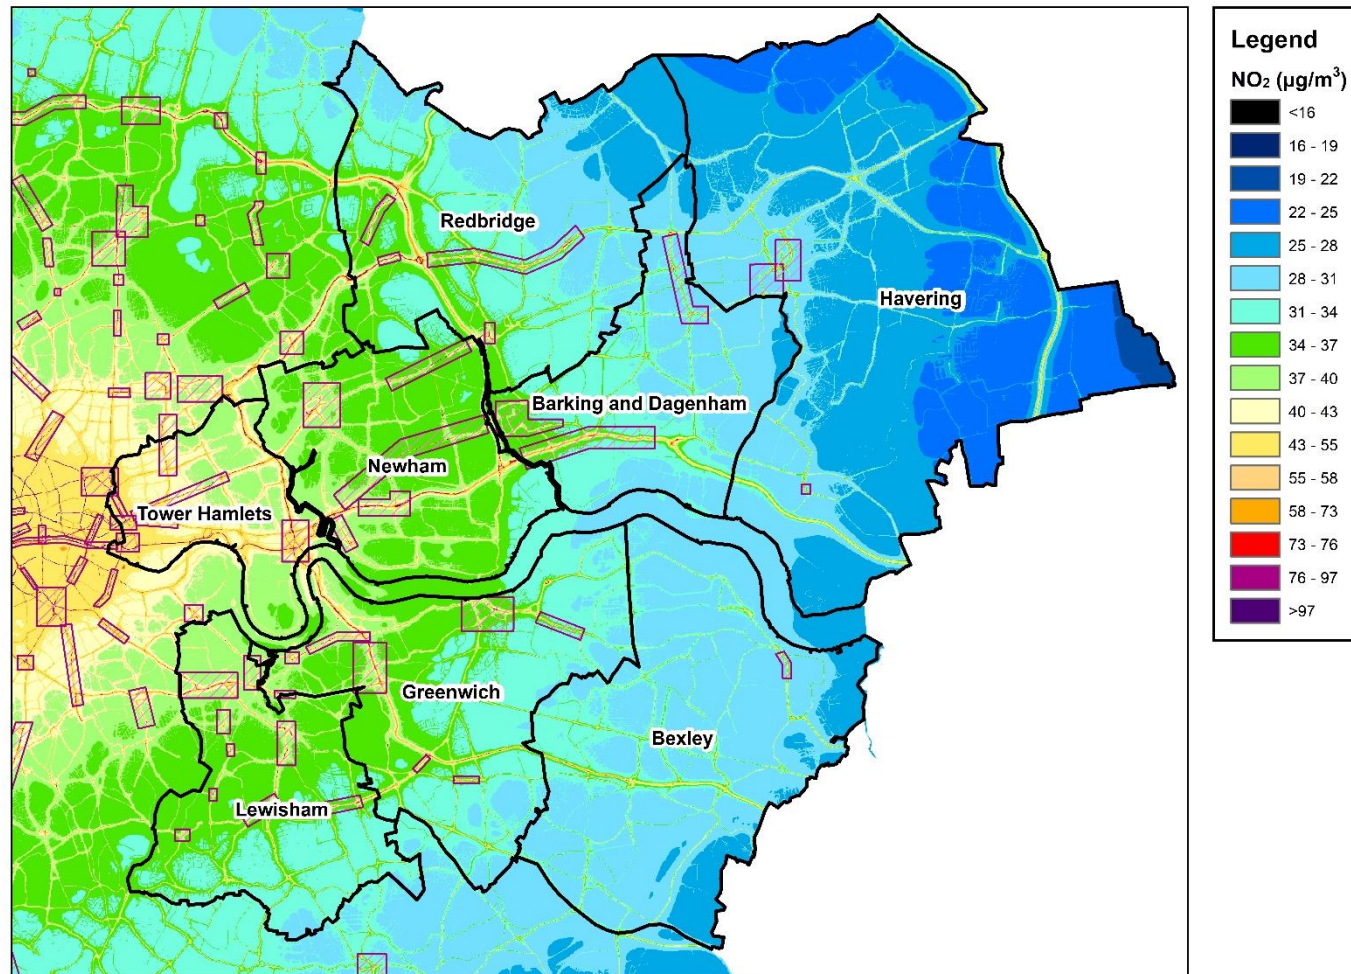 Legend
NO₂ (µg/m³)
<16
16 - 19
19 - 22
22 - 25
25 - 28
28 - 31
31 - 34
34 - 37
37 - 40
40 - 43
43 - 55
55 - 58
58 - 73
73 - 76
76 - 97
>97
Redbridge
Havering
Barking and Dagenham
Newham
Tower Hamlets
Greenwich
Bexley
Lewisham